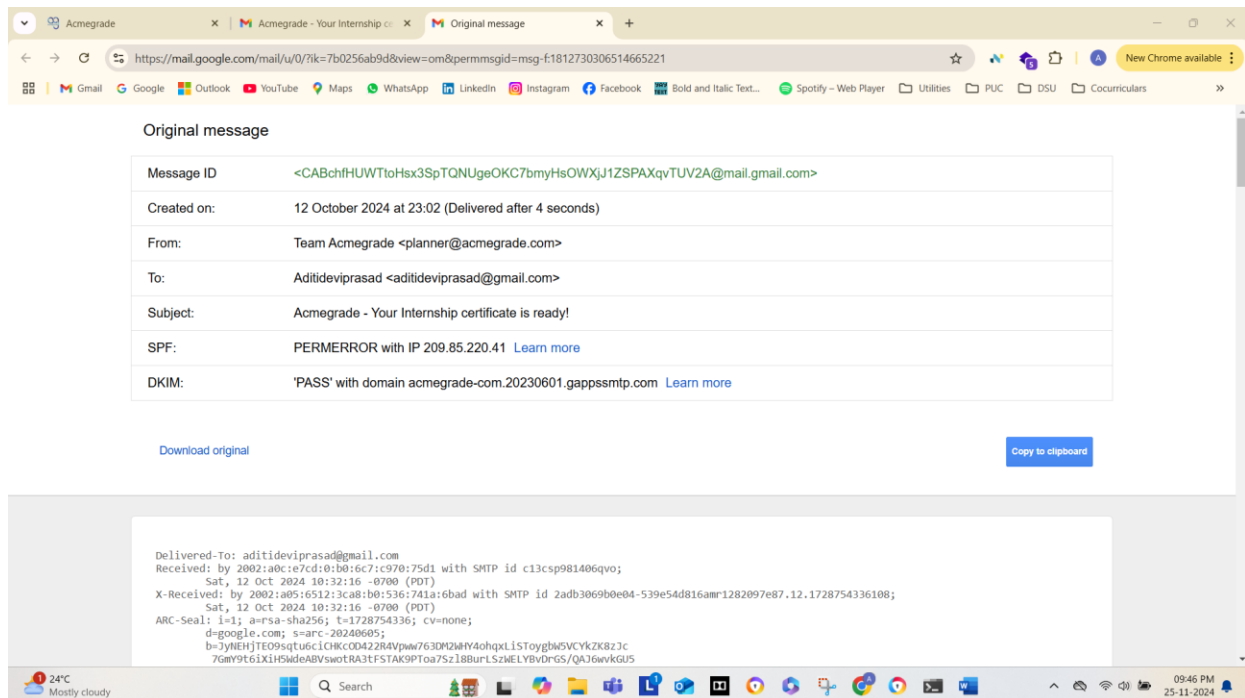 Acmegrade
Acmegrade - Your Internship ce
Original message
https://mail.google.com/mail/u/0/?ik=7b0256ab9d&view=om&permmsgid=msg-f:1812730306514665221
A
New Chrome available
Gmail
Google
Outlook
YouTube
Maps
WhatsApp
LinkedIn
Instagram
Facebook
Bold and Italic Text...
Spotify – Web Player
Utilities
PUC
DSU
Cocurriculars
»
Original message
Message ID <CABchfHUWTtoHsx3SpTQNUgeOKC7bmyHsOWXjJ1ZSPAXqvTUV2A@mail.gmail.com>
Created on: 12 October 2024 at 23:02 (Delivered after 4 seconds)
From: Team Acmegrade <planner@acmegrade.com>
To: Aditideviprasad <aditideviprasad@gmail.com>
Subject: Acmegrade - Your Internship certificate is ready!
SPF: PERMERROR with IP 209.85.220.41 Learn more
DKIM: 'PASS' with domain acmegrade-com.20230601.gappssmtp.com Learn more
Download original
Copy to clipboard
Delivered-To: aditideviprasad@gmail.com
Received: by 2002:a0c:e7cd:0:b0:6c7:c970:75d1 with SMTP id c13csp981406qvo;
Sat, 12 Oct 2024 10:32:16 -0700 (PDT)
X-Received: by 2002:a05:6512:3ca8:b0:536:741a:6bad with SMTP id 2adb3069b0e04-539e54d816amr1282097e87.12.1728754336108;
Sat, 12 Oct 2024 10:32:16 -0700 (PDT)
ARC-Seal: i=1; a=rsa-sha256; t=1728754336; cv=none;
d=google.com; s=arc-20240605;
b=JyNEHjTEO9sqtu6ciCHKcOD422R4Vpww763DM2WHY4ohqxLiSToygbW5VCYkZK8zJc
7GmY9t6iXiH5WdeABVswotRA3tFSTAK9PToa7Szl8BurLSzWELYBvDrGS/QAJ6wvkGU5
1
24°C
Mostly cloudy
Search
09:46 PM
25-11-2024